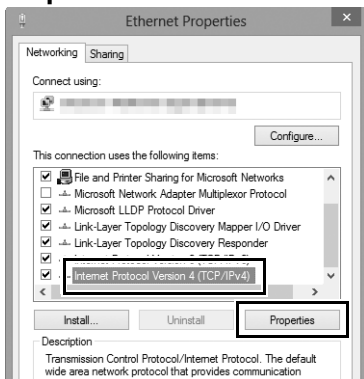 Ethernet Properties
Networking
Sharing
Connect using:
Configure...
This connection uses the following items:
File and Printer Sharing for Microsoft Networks
Microsoft Network Adapter Multiplexor Protocol
Microsoft LLDP Protocol Driver
Link-Layer Topology Discovery Mapper I/O Driver
Link-Layer Topology Discovery Responder
Internet Protocol Version 4 (TCP/IPv4)
Install...
Uninstall
Properties
Description
Transmission Control Protocol/Internet Protocol. The default
wide area network protocol that provides communication